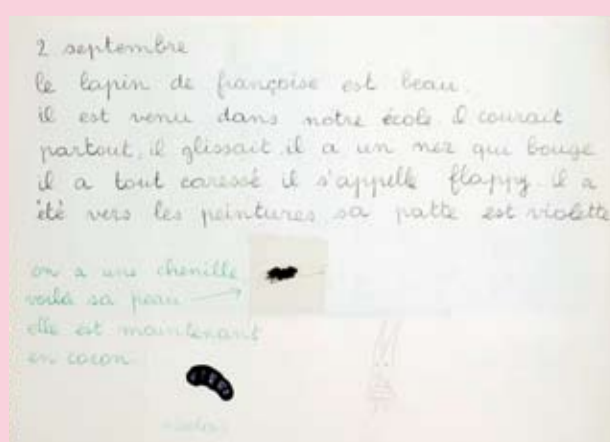 2 septembre
le lapin de françoise est beau.
il est venu dans notre école. il courait
partout, il glissait. il a un nez qui bouge
il a tout caressé il s'appelle flappy. il a
été vers les peintures sa patte est violette
on a une chenille
voilà sa peau →
elle est maintenant
en cocon